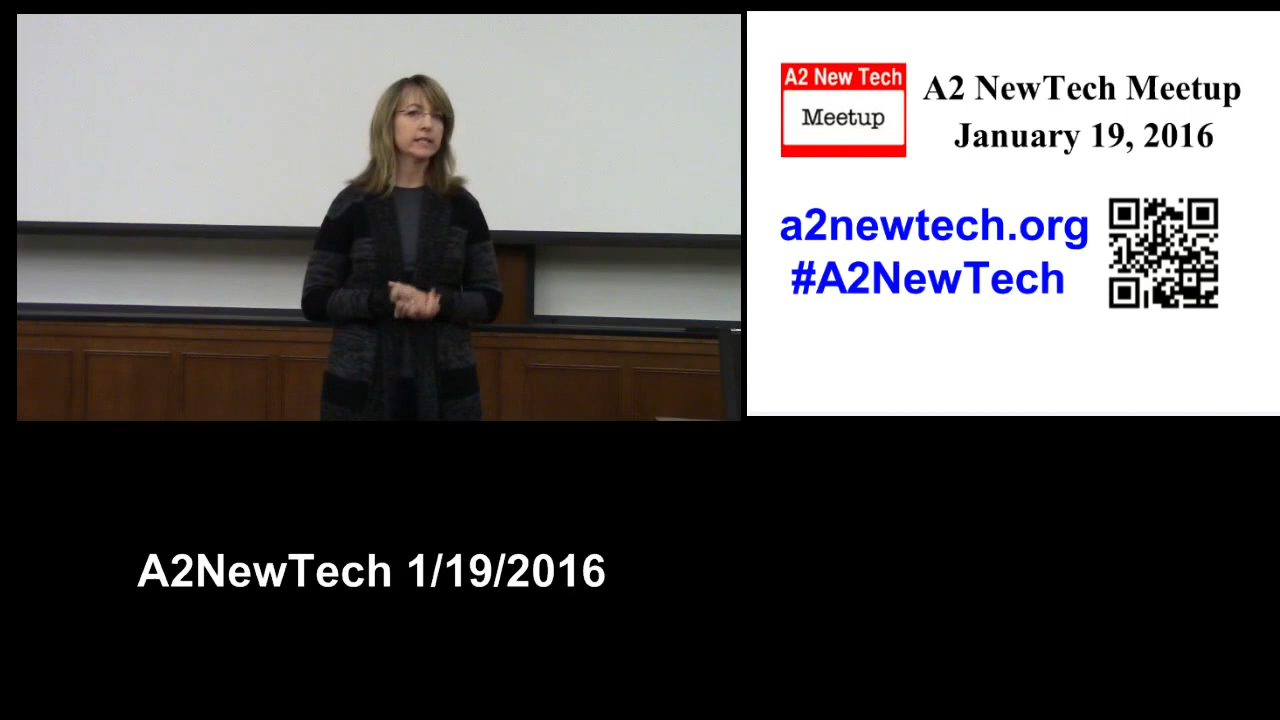 A2 New Tech
Meetup
A2 NewTech Meetup
January 19, 2016
a2newtech.org
#A2NewTech
A2NewTech 1/19/2016